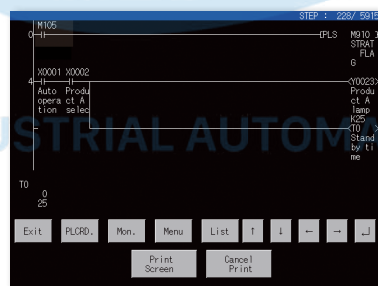 STEP : 228/ 5915
M105
0
[PLS M910 ]
STRAT
FLA
G
X0001 X0002
4
<Y0023>
Auto Produ
opera ct A
tion selec
Produ
ct A
lamp
K25
<T0 >
Stand
by ti
me
T0
0
25
Exit PLCRD. Mon. Menu List ↑ ↓ ← → ↲
Print Cancel
Screen Print